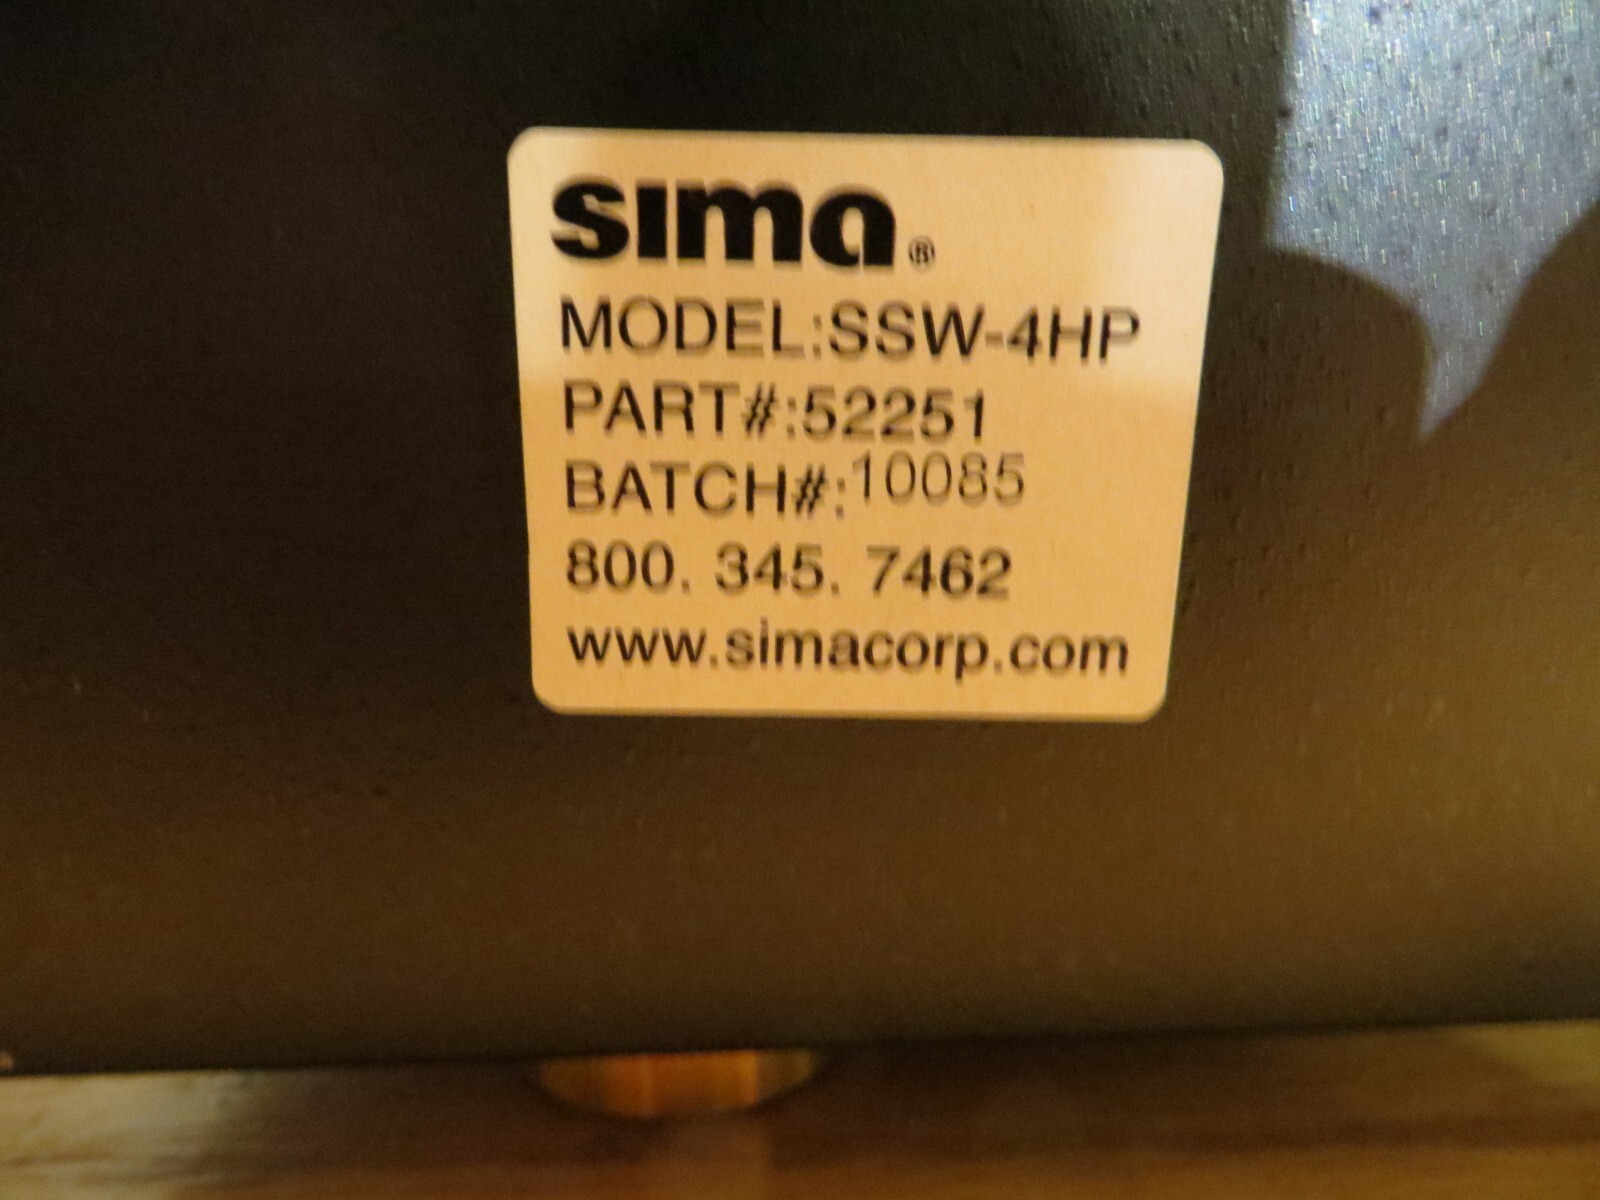 sima®
MODEL:SSW-4HP
PART#:52251
BATCH#:10085
800. 345. 7462
www.simacorp.com